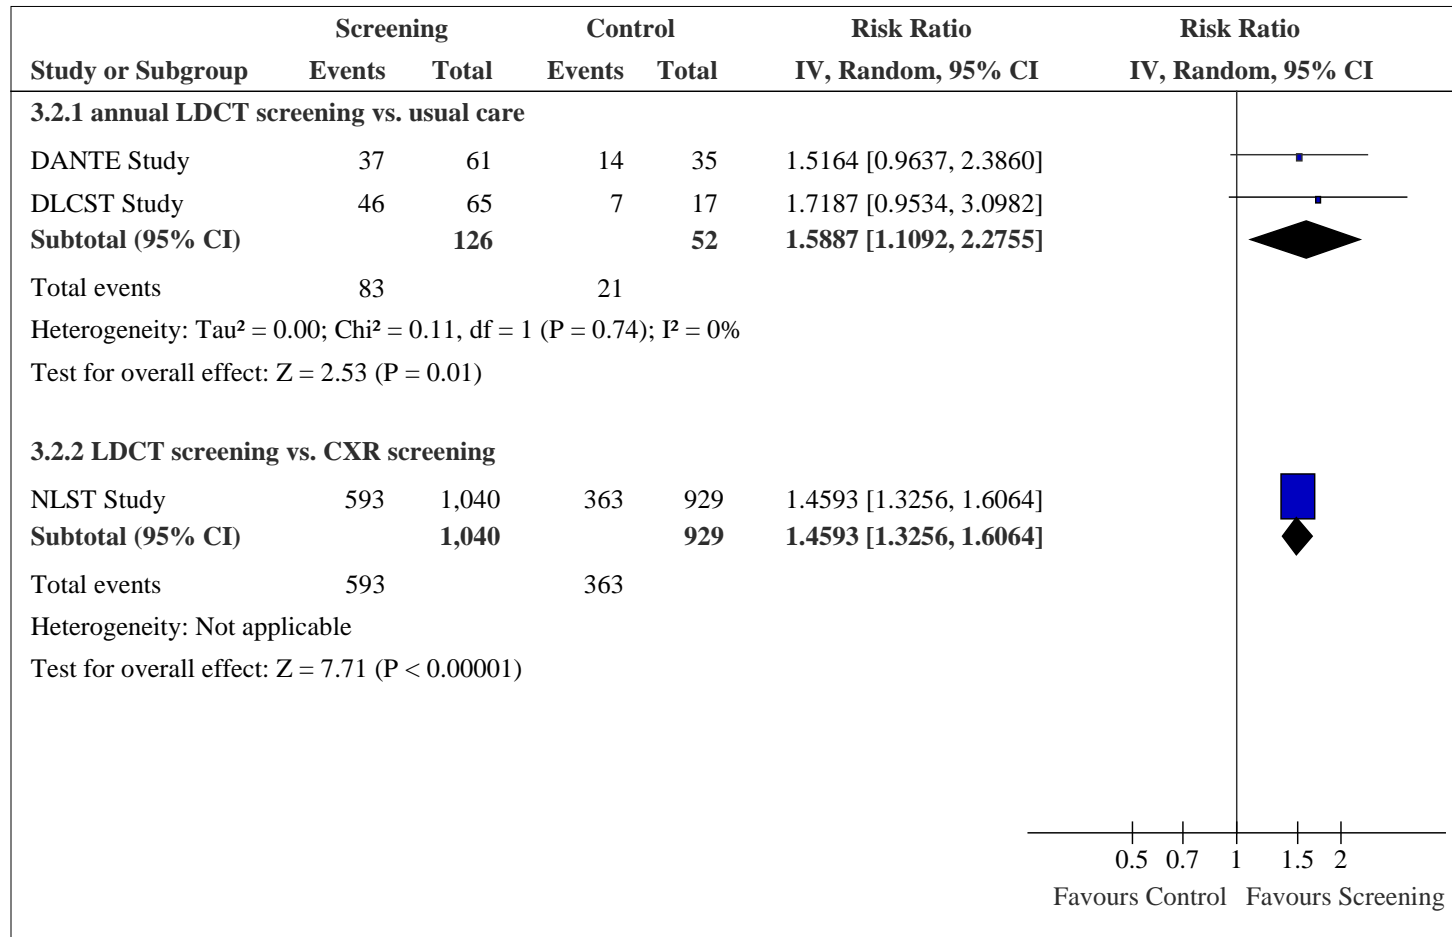 Screening Control Risk Ratio Risk Ratio
Study or Subgroup Events Total Events Total IV, Random, 95% CI IV, Random, 95% CI
3.2.1 annual LDCT screening vs. usual care
DANTE Study 37 61 14 35 1.5164 [0.9637, 2.3860]
DLCST Study 46 65 7 17 1.7187 [0.9534, 3.0982]
Subtotal (95% CI) 126 52 1.5887 [1.1092, 2.2755]
Total events 83 21
Heterogeneity: Tau² = 0.00; Chi² = 0.11, df = 1 (P = 0.74); I² = 0%
Test for overall effect: Z = 2.53 (P = 0.01)
3.2.2 LDCT screening vs. CXR screening
NLST Study 593 1,040 363 929 1.4593 [1.3256, 1.6064]
Subtotal (95% CI) 1,040 929 1.4593 [1.3256, 1.6064]
Total events 593 363
Heterogeneity: Not applicable
Test for overall effect: Z = 7.71 (P < 0.00001)
0.5 0.7 1 1.5 2
Favours Control Favours Screening